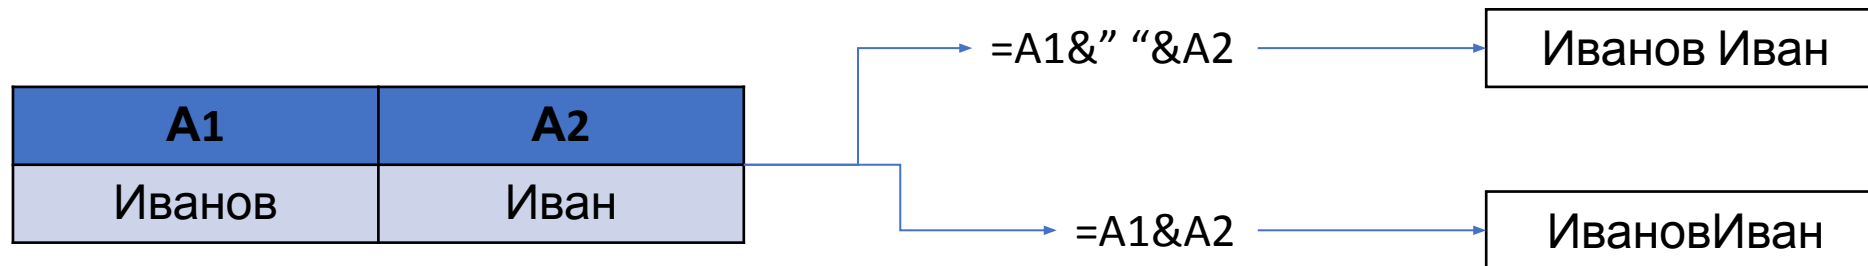 =A1&” “&A2
Иванов Иван
A1 A2
Иванов Иван
=A1&A2
ИвановИван